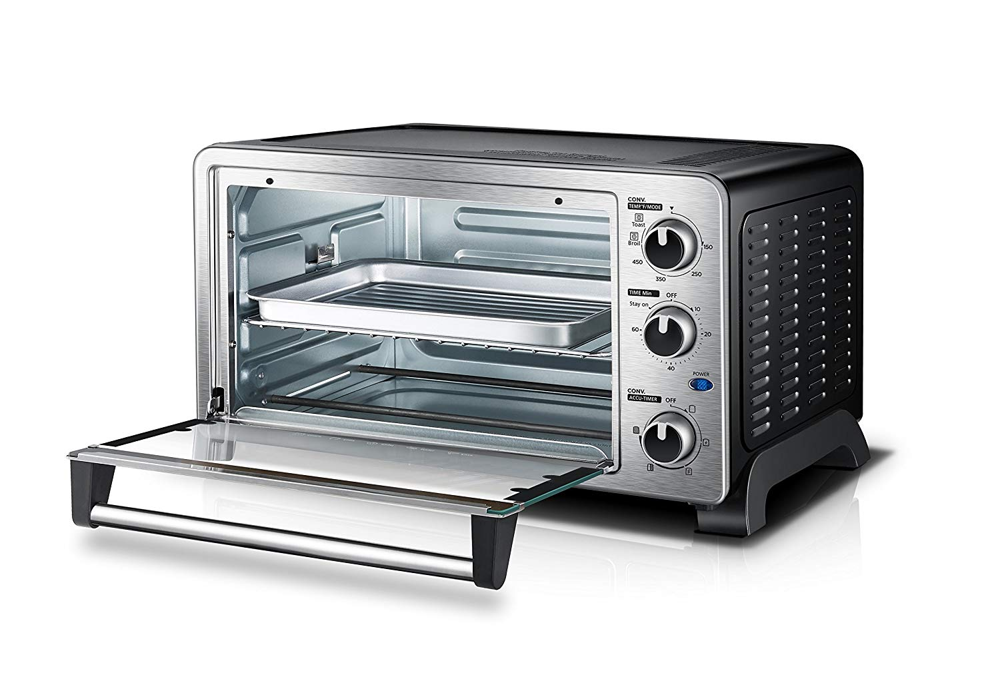 CONV.
TEMP.°F/MODE
Toast
Broil
150
450
250
350
TIME Min
OFF
Stay on
10
60
20
40
POWER
CONV.
ACCU-TIMER
OFF